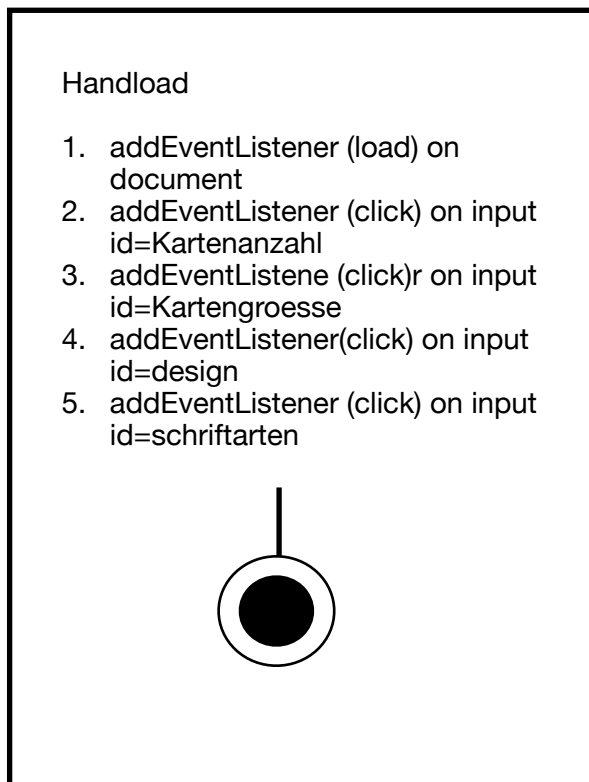 Handload
1. addEventListener (load) on
document
2. addEventListener (click) on input
id=Kartenanzahl
3. addEventListene (click)r on input
id=Kartengroesse
4. addEventListener(click) on input
id=design
5. addEventListener (click) on input
id=schriftarten